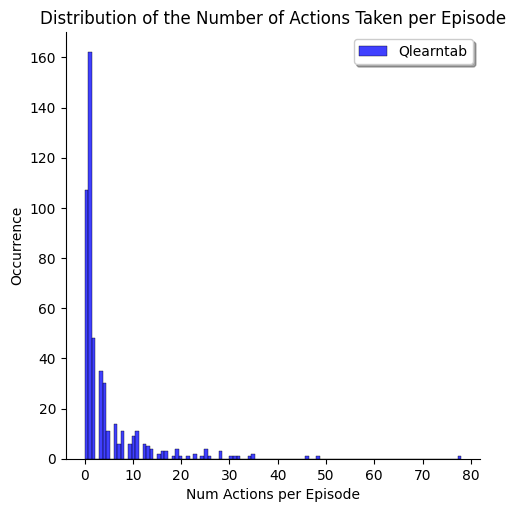 Distribution of the Number of Actions Taken per Episode
Qlearntab
160
140
120
100
80
60
40
20
0
Occurrence
0 10 20 30 40 50 60 70 80
Num Actions per Episode